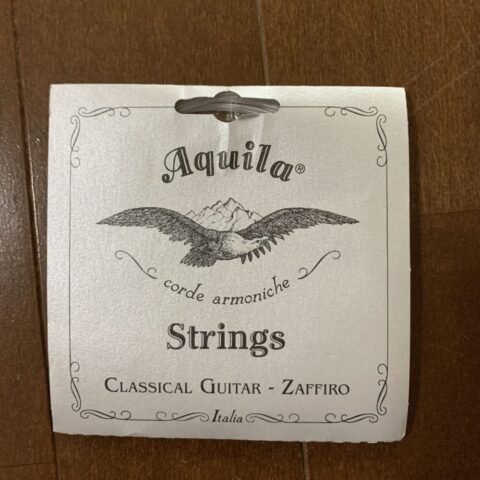 Aquila®
corde armoniche
Strings
CLASSICAL GUITAR - ZAFFIRO
Italia